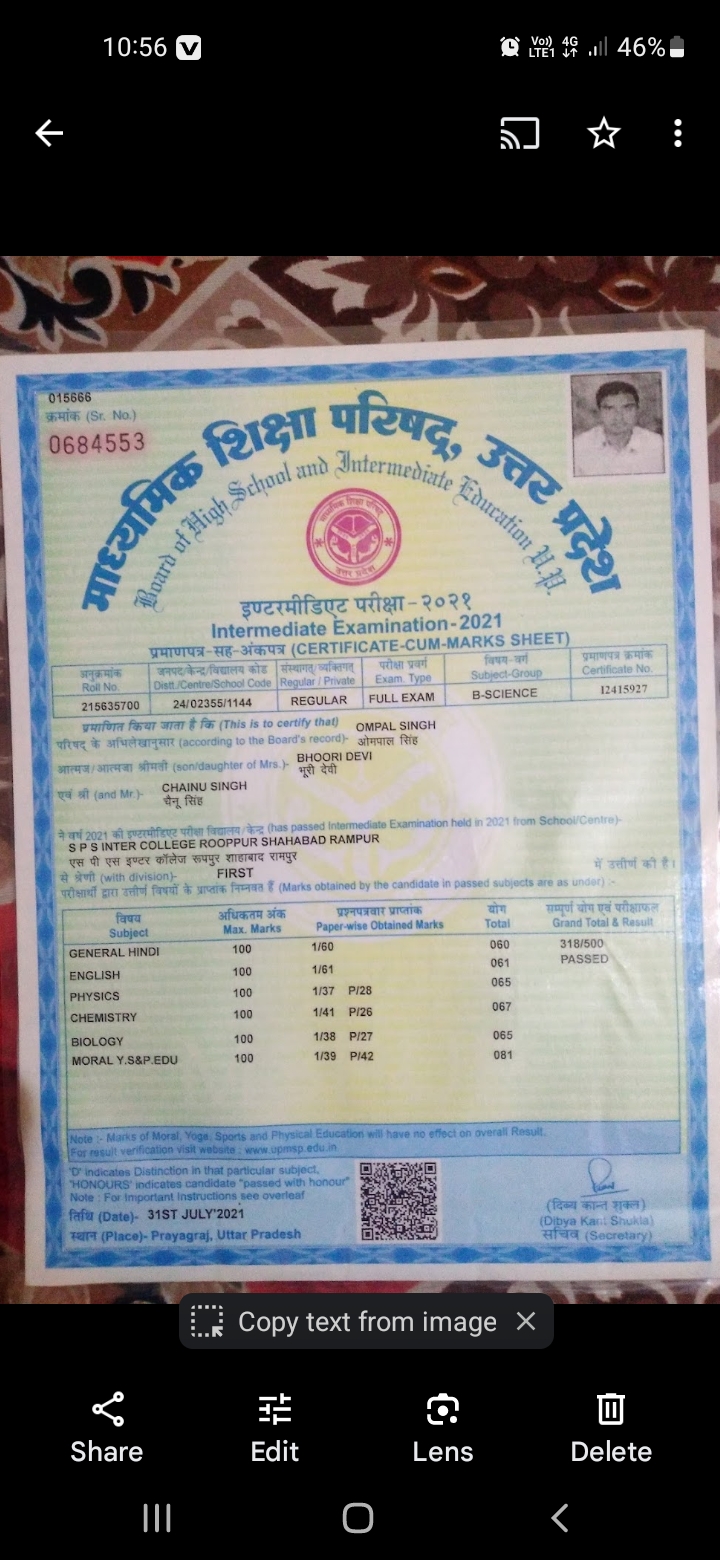 10:56
Vo)) LTE1 4G 46%
015666
क्रमांक (Sr. No.)
0684553
माध्यमिक शिक्षा परिषद्, उत्तर प्रदेश
Board of High School and Intermediate Education U.P.
माध्यमिक शिक्षा परिषद्
उत्तर प्रदेश
इण्टरमीडिएट परीक्षा-२०२१
Intermediate Examination-2021
प्रमाणपत्र-सह-अंकपत्र (CERTIFICATE-CUM-MARKS SHEET)
अनुक्रमांक जनपद/केन्द्र/विद्यालय कोड संस्थागत/व्यक्तिगत परीक्षा प्रवर्ग विषय-वर्ग प्रमाणपत्र क्रमांक
Roll No. Distt./Centre/School Code Regular / Private Exam. Type Subject-Group Certificate No.
215635700 24/02355/1144 REGULAR FULL EXAM B-SCIENCE 12415927
प्रमाणित किया जाता है कि (This is to certify that) OMPAL SINGH
परिषद के अभिलेखानुसार (according to the Board's record)- ओमपाल सिंह
आत्मज/आत्मजा श्रीमती (son/daughter of Mrs.)- BHOORI DEVI
भूरी देवी
एवं श्री (and Mr.)- CHAINU SINGH
चैनू सिंह
ने वर्ष 2021 की इण्टरमीडिएट परीक्षा विद्यालय/केन्द्र (has passed Intermediate Examination held in 2021 from School/Centre)-
S P S INTER COLLEGE ROOPPUR SHAHABAD RAMPUR
एस पी एस इण्टर कॉलेज रूपपुर शाहाबाद रामपुर
से श्रेणी (with division)- FIRST में उत्तीर्ण की है।
परीक्षार्थी द्वारा उत्तीर्ण विषयों के प्राप्तांक निम्नवत हैं (Marks obtained by the candidate in passed subjects are as under) :-
विषय अधिकतम अंक प्रश्नपत्रवार प्राप्तांक योग सम्पूर्ण योग एवं परीक्षाफल
Subject Max. Marks Paper-wise Obtained Marks Total Grand Total & Result
GENERAL HINDI 100 1/60 060 318/500
ENGLISH 100 1/61 061 PASSED
PHYSICS 100 1/37 P/28 065
CHEMISTRY 100 1/41 P/26 067
BIOLOGY 100 1/38 P/27 065
MORAL Y.S&P.EDU 100 1/39 P/42 081
Note :- Marks of Moral, Yoga, Sports and Physical Education will have no effect on overall Result.
For result verification visit website : www.upmsp.edu.in
'D' indicates Distinction in that particular subject,
'HONOURS' indicates candidate "passed with honour"
Note : For Important Instructions see overleaf
तिथि (Date)- 31ST JULY'2021
स्थान (Place)- Prayagraj, Uttar Pradesh
(दिव्य कान्त शुक्ल)
(Dibya Kant Shukla)
सचिव (Secretary)
Copy text from image
Share Edit Lens Delete